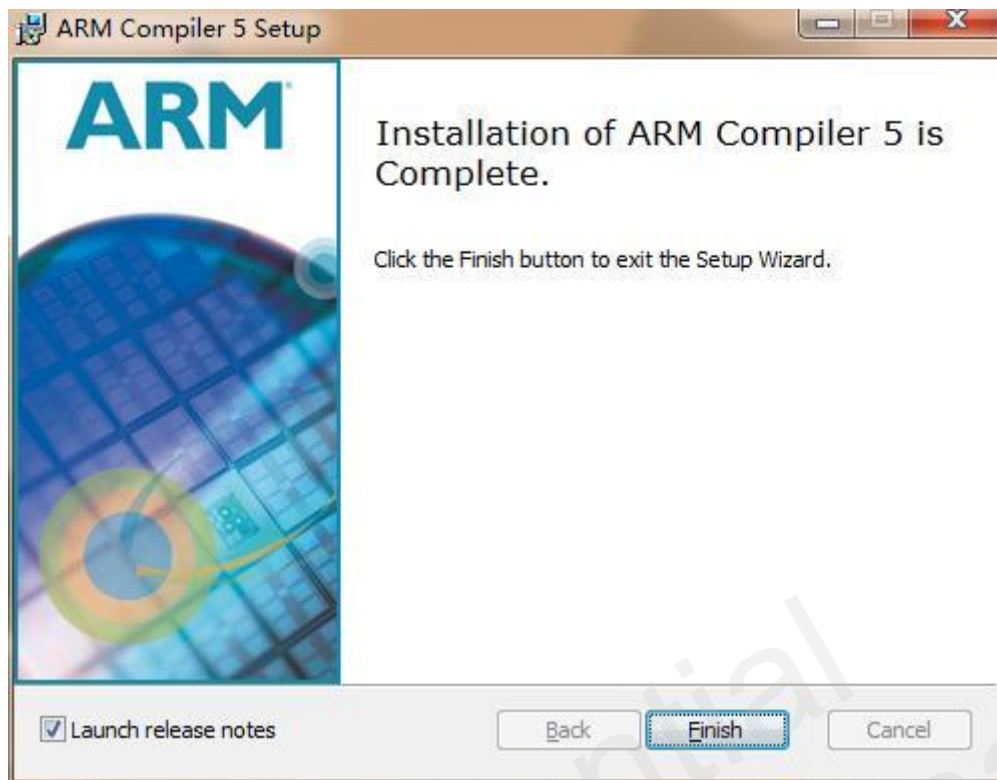 ARM Compiler 5 Setup
ARM
Installation of ARM Compiler 5 is
Complete.
Click the Finish button to exit the Setup Wizard.
Launch release notes
Back
Finish
Cancel